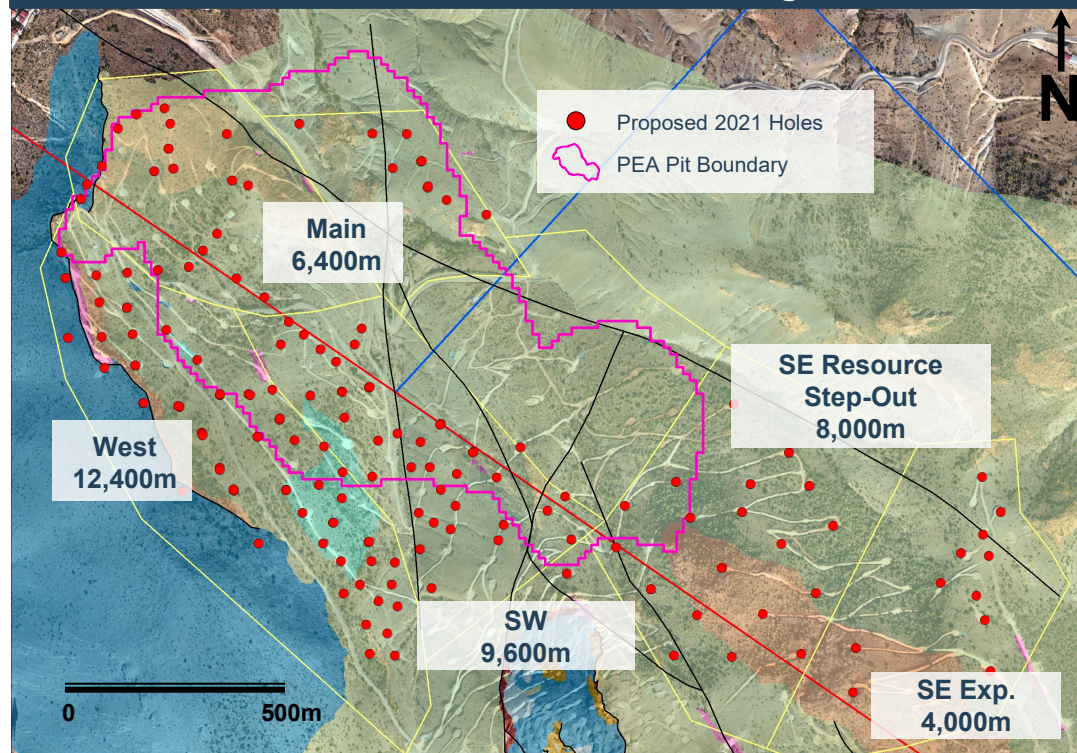 N
Proposed 2021 Holes
PEA Pit Boundary
Main
6,400m
SE Resource
Step-Out
8,000m
West
12,400m
SW
9,600m
SE Exp.
4,000m
0 500m